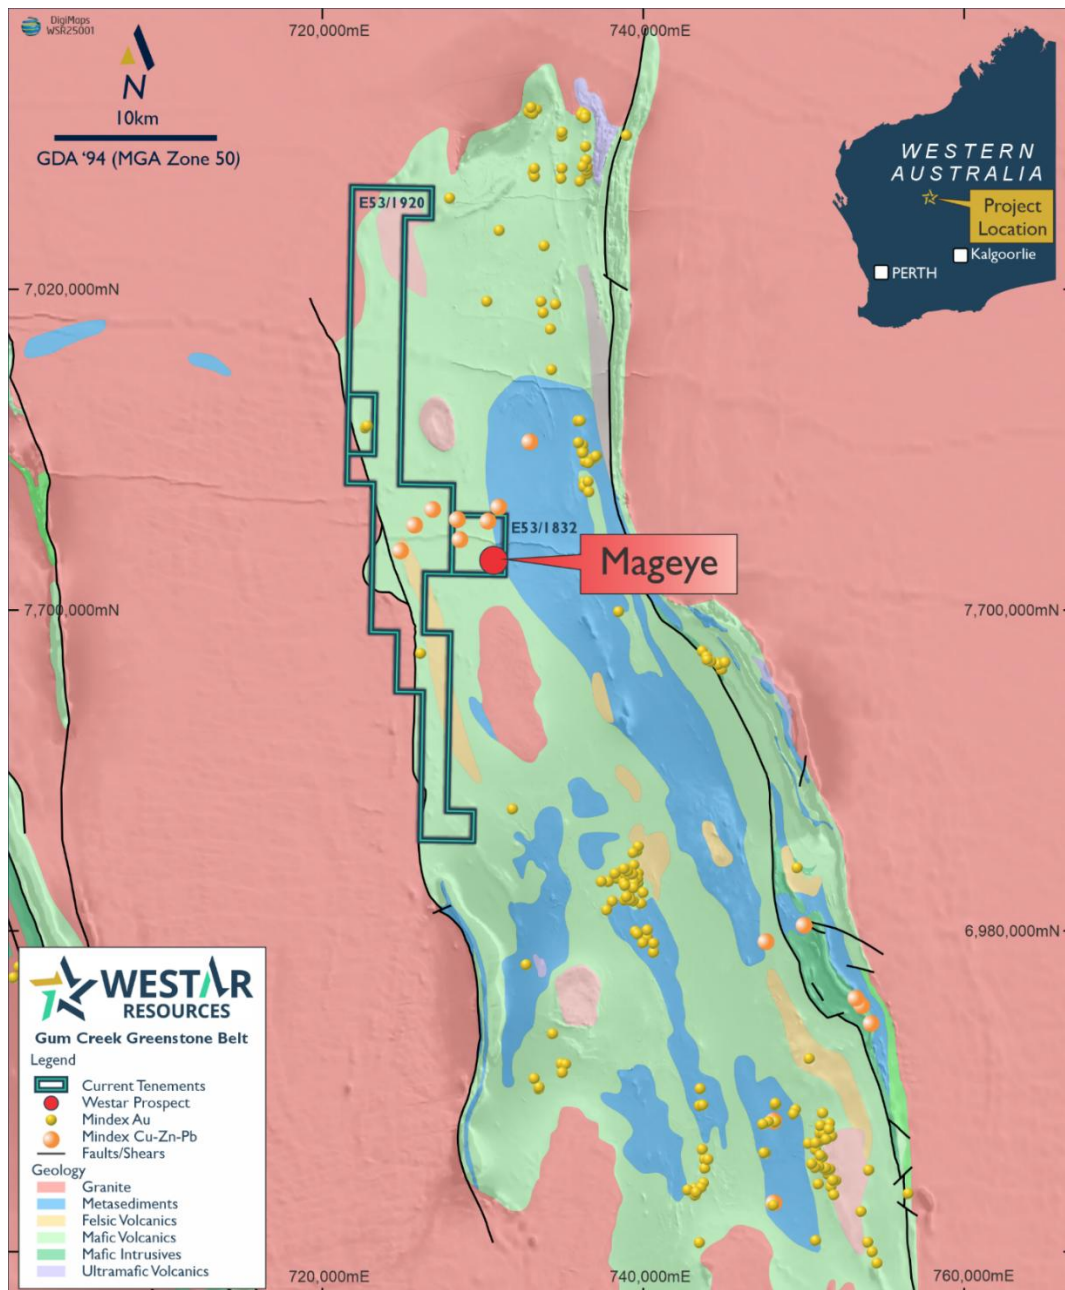 DigiMaps
WSR25001
720,000mE
740,000mE
N
10km
GDA '94 (MGA Zone 50)
WESTERN
AUSTRALIA
Project
Location
Kalgoorlie
PERTH
E53/1920
7,020,000mN
E53/1832
Mageye
7,700,000mN
7,700,000mN
6,980,000mN
WESTAR
RESOURCES
Gum Creek Greenstone Belt
Legend
Current Tenements
Westar Prospect
Mindex Au
Mindex Cu-Zn-Pb
Faults/Shears
Geology
Granite
Metasediments
Felsic Volcanics
Mafic Volcanics
Mafic Intrusives
Ultramafic Volcanics
720,000mE
740,000mE
760,000mE